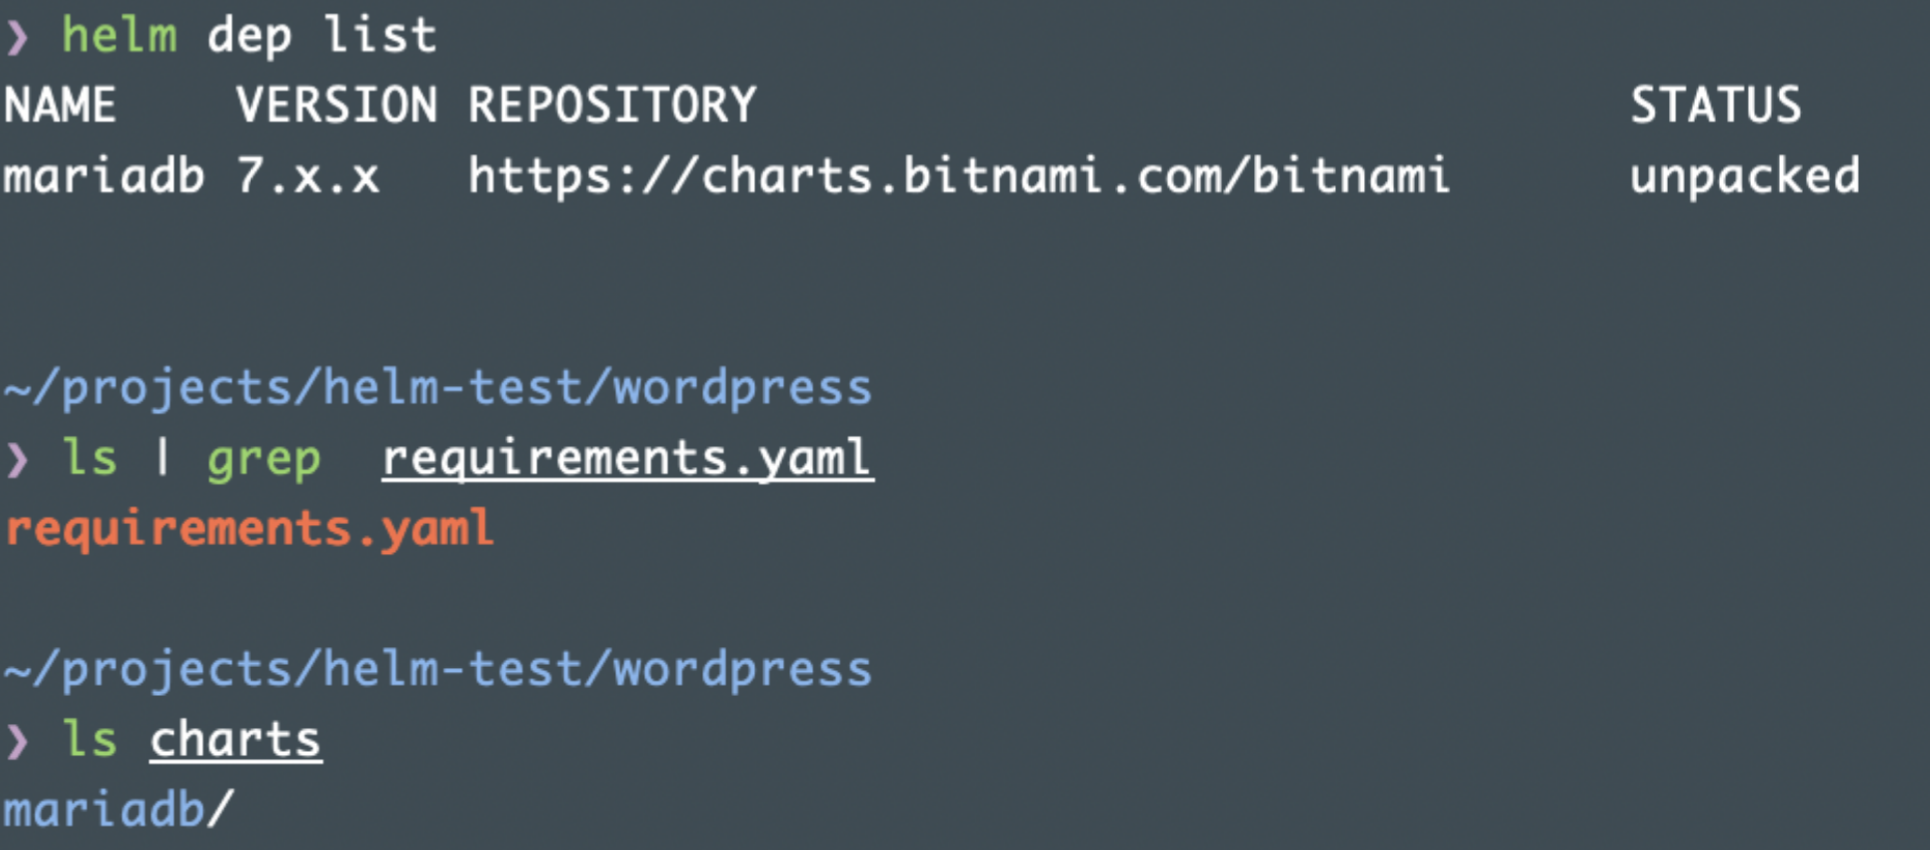 ❯ helm dep list
NAME    VERSION REPOSITORY                              STATUS
mariadb 7.x.x   https://charts.bitnami.com/bitnami      unpacked
~/projects/helm-test/wordpress
❯ ls | grep  requirements.yaml
requirements.yaml
~/projects/helm-test/wordpress
❯ ls charts
mariadb/